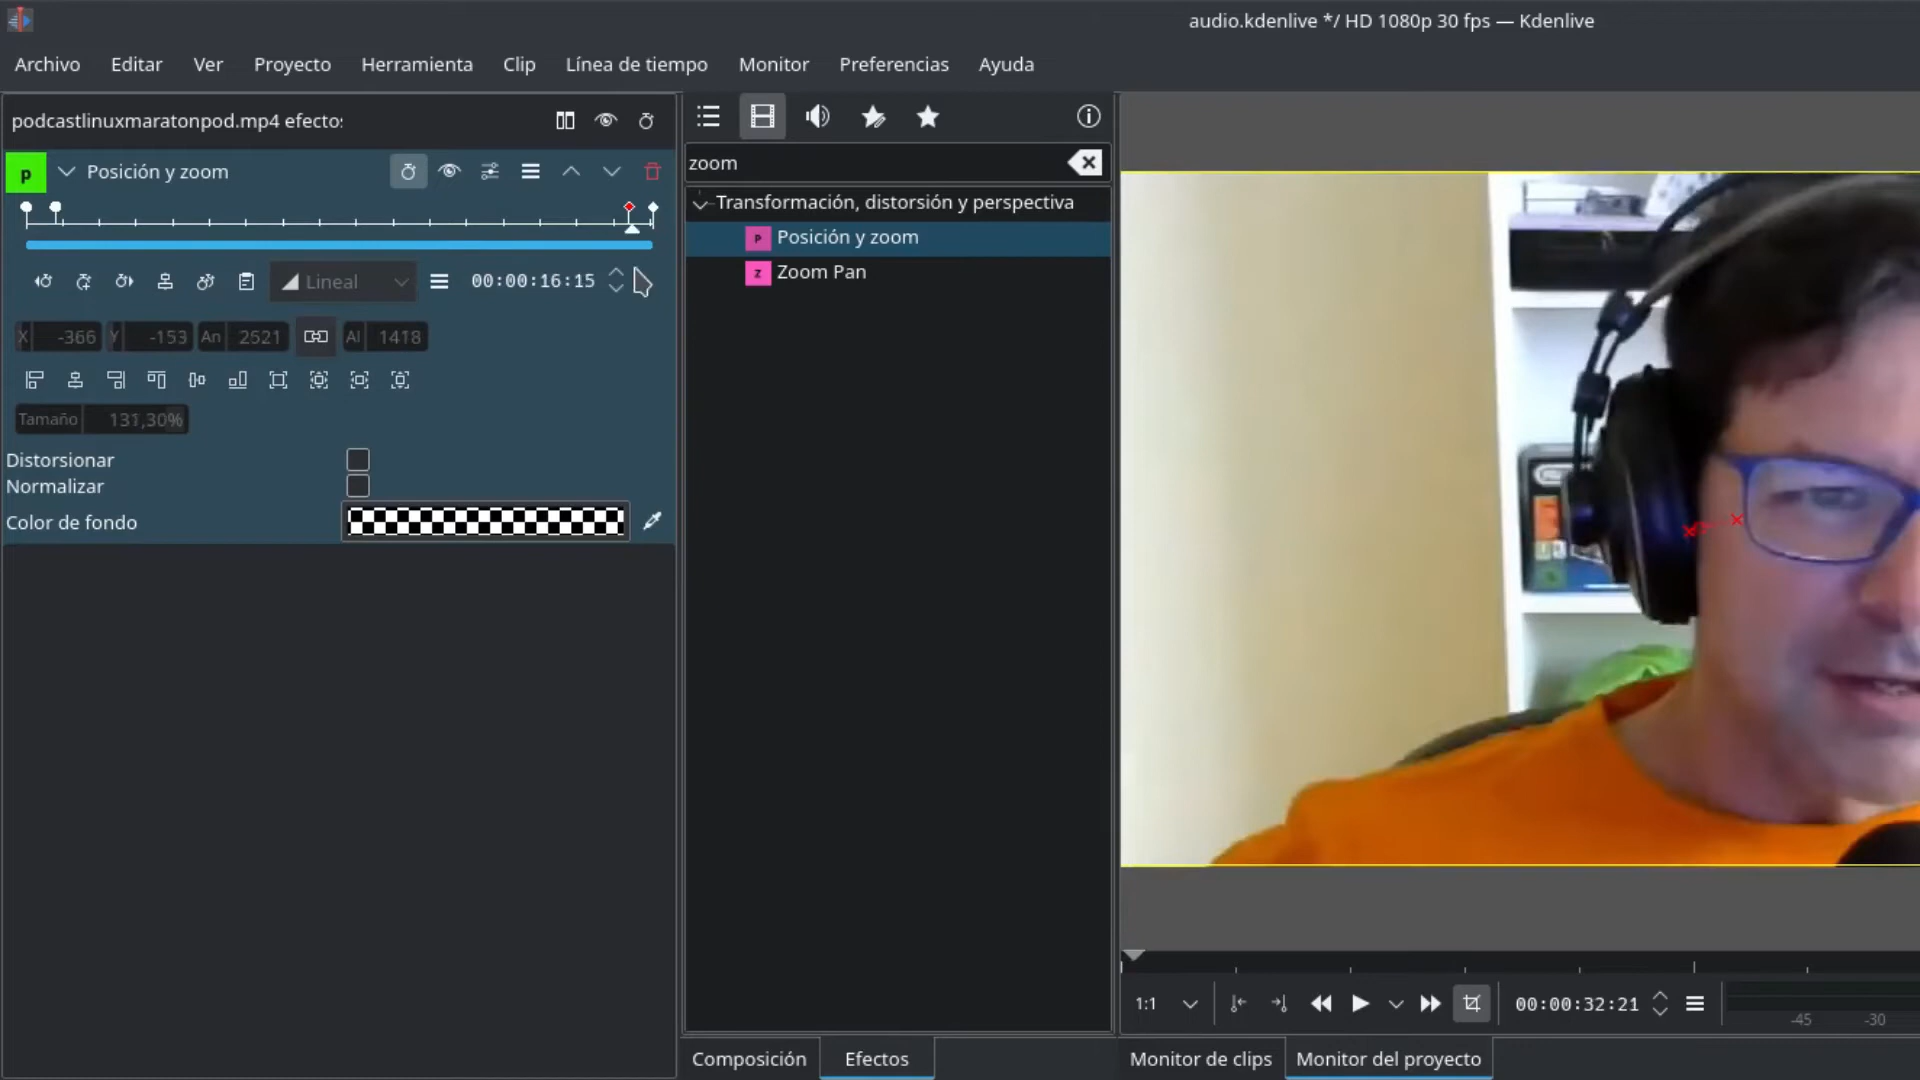 audio.kdenlive */ HD 1080p 30 fps — Kdenlive
Archivo Editar Ver Proyecto Herramienta Clip Línea de tiempo Monitor Preferencias Ayuda
podcastlinuxmaratonpod.mp4 efectos
p Posición y zoom
Lineal 00:00:16:15
X -366 Y -153 An 2521 Al 1418
Tamaño 131,30%
Distorsionar
Normalizar
Color de fondo
zoom
Transformación, distorsión y perspectiva
P Posición y zoom
Z Zoom Pan
Composición Efectos
1:1 00:00:32:21
-45 -30
Monitor de clips Monitor del proyecto